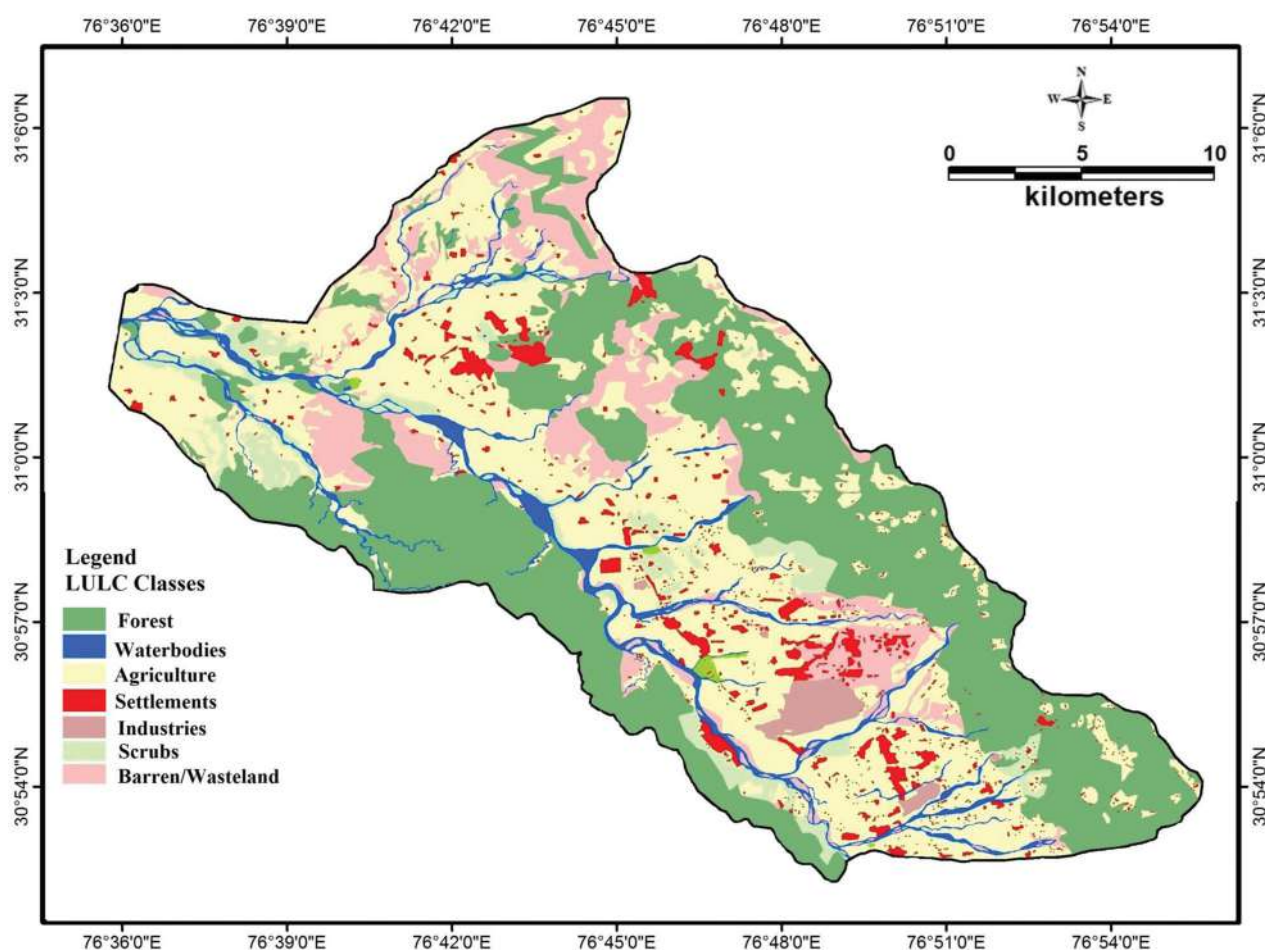 76°36'0"E 76°39'0"E 76°42'0"E 76°45'0"E 76°48'0"E 76°51'0"E 76°54'0"E
N
W E
S
31°6'0"N 31°6'0"N
0 5 10
kilometers
31°3'0"N 31°3'0"N
31°0'0"N 31°0'0"N
Legend
LULC Classes
Forest
Waterbodies
Agriculture
Settlements
Industries
Scrubs
Barren/Wasteland
30°57'0"N 30°57'0"N
30°54'0"N 30°54'0"N
76°36'0"E 76°39'0"E 76°42'0"E 76°45'0"E 76°48'0"E 76°51'0"E 76°54'0"E